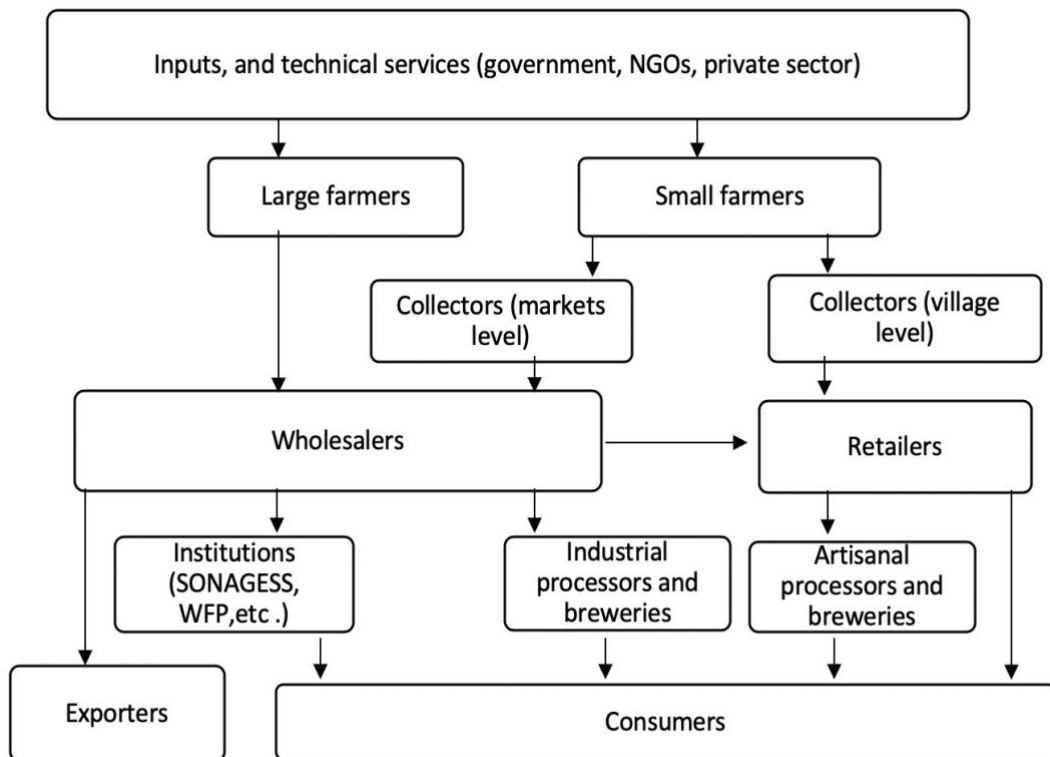 Inputs, and technical services (government, NGOs, private sector)
Large farmers
Small farmers
Collectors (markets
level)
Collectors (village
level)
Wholesalers
Retailers
Institutions
(SONAGESS,
WFP,etc .)
Industrial
processors and
breweries
Artisanal
processors and
breweries
Exporters
Consumers